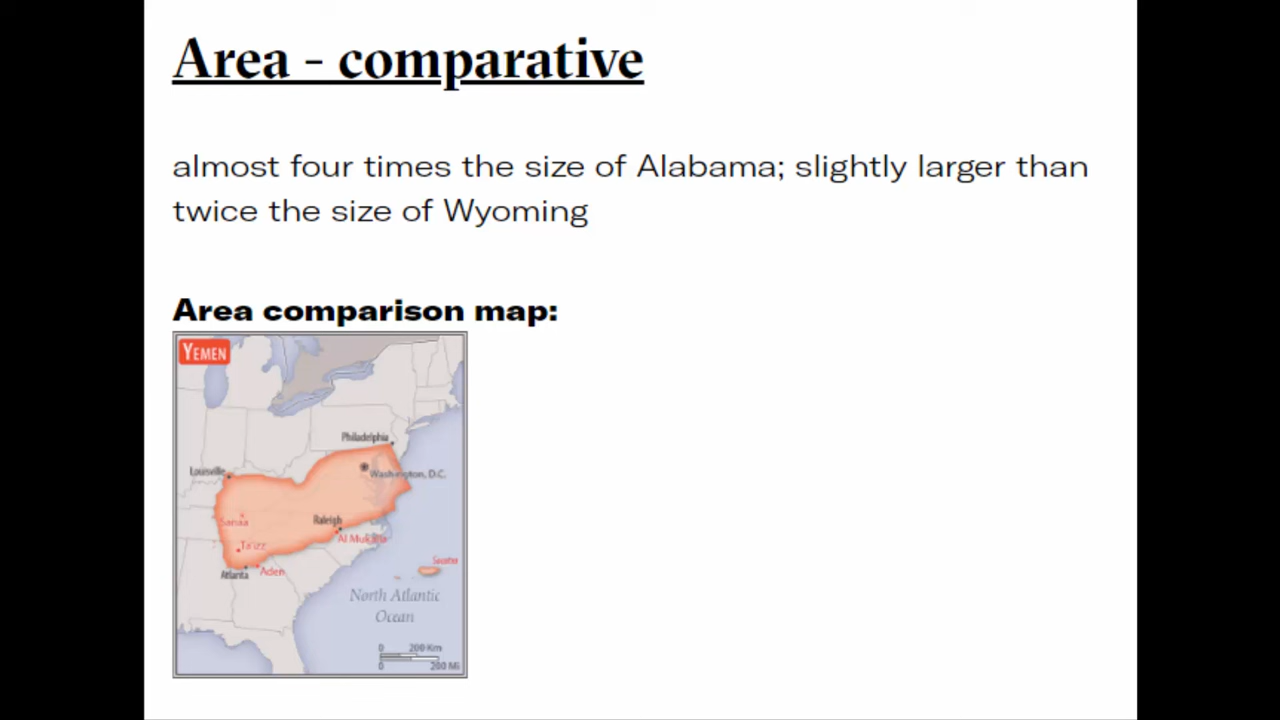 Area - comparative
almost four times the size of Alabama; slightly larger than
twice the size of Wyoming
Area comparison map:
YEMEN
Philadelphia
Louisville
Washington, D.C.
Sanaa
Raleigh
Al Mukalla
Ta'izz
Atlanta
Aden
Socotra
North Atlantic
Ocean
0 200 Km
0 200 Mi